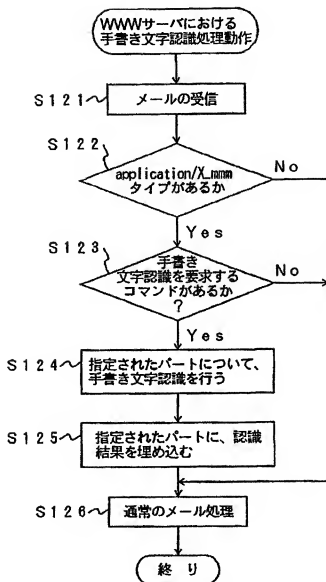 WWWサーバにおける
手書き文字認識処理動作
S121
メールの受信
S122
application/X_mmm
タイプがあるか
No
Yes
S123
手書き
文字認識を要求する
コマンドがあるか
?
No
Yes
S124
指定されたパートについて、
手書き文字認識を行う
S125
指定されたパートに、認識
結果を埋め込む
S126
通常のメール処理
終り